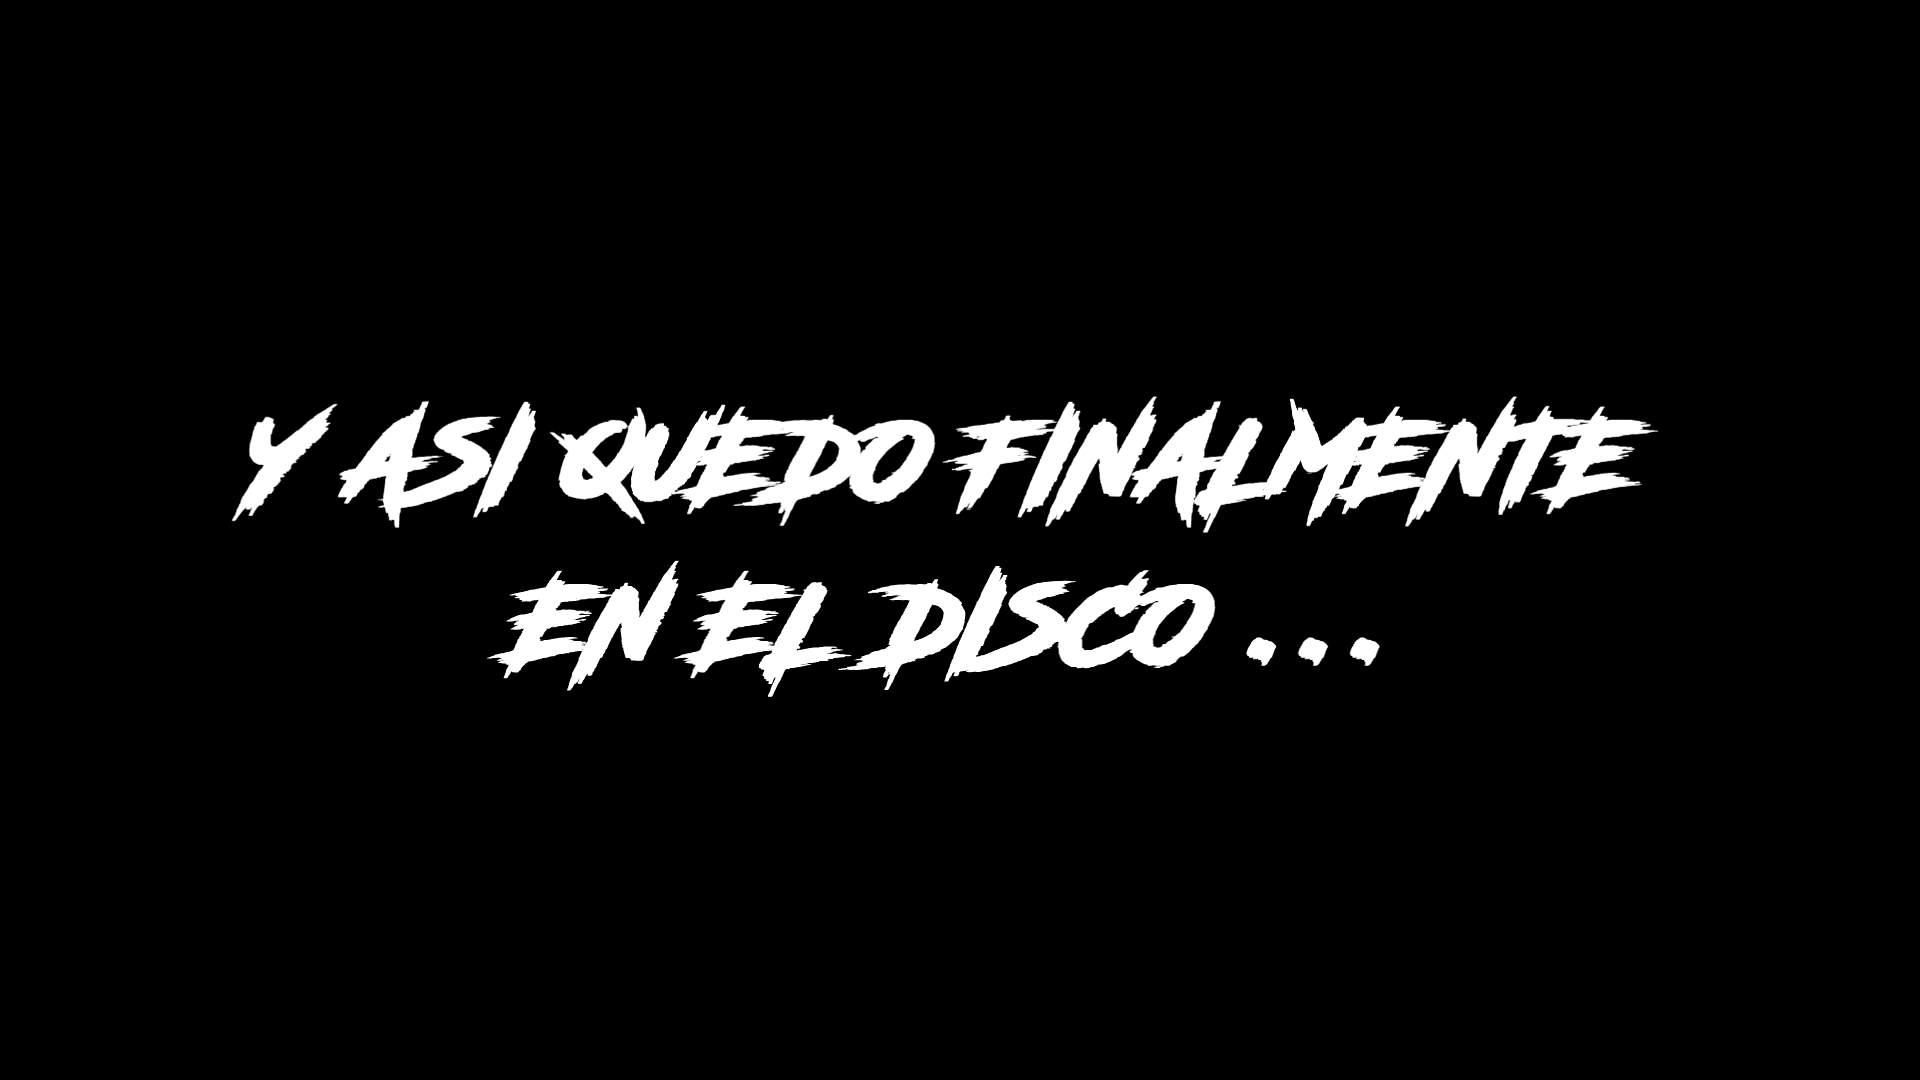 Y ASI QUEDO FINALMENTE
EN EL DISCO ...